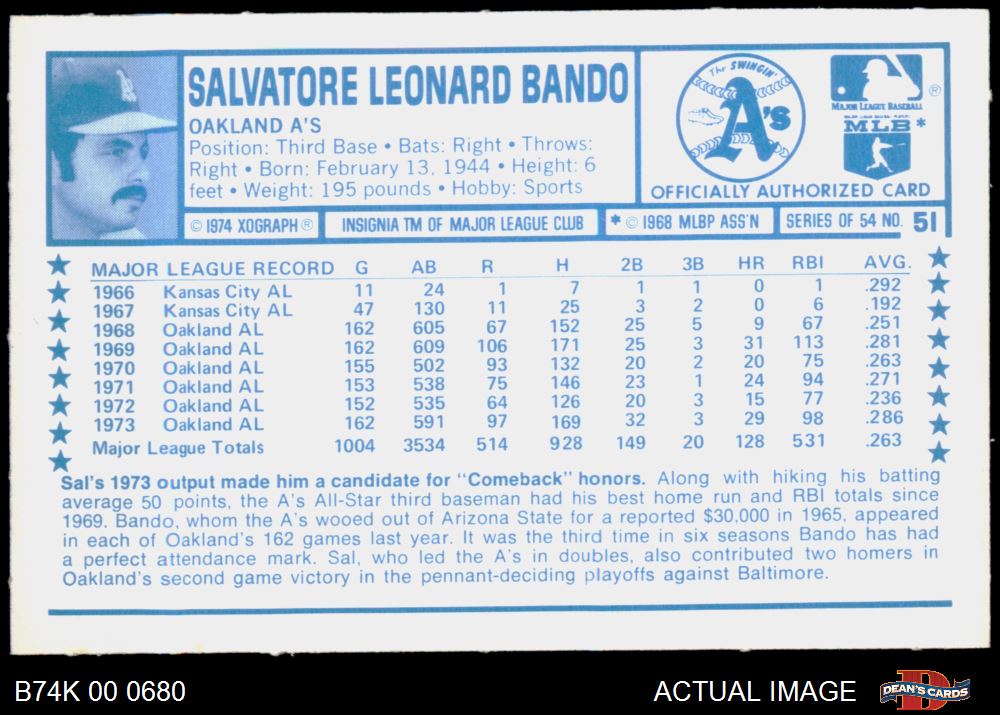 SALVATORE LEONARD BANDO
OAKLAND A'S
Position: Third Base • Bats: Right • Throws:
Right • Born: February 13, 1944 • Height: 6
feet • Weight: 195 pounds • Hobby: Sports
The SWINGIN'
A's
MAJOR LEAGUE BASEBALL ®
MLB *
OFFICIALLY AUTHORIZED CARD
© 1974 XOGRAPH ® INSIGNIA TM OF MAJOR LEAGUE CLUB * © 1968 MLBP ASS'N SERIES OF 54 NO. 51
MAJOR LEAGUE RECORD G AB R H 2B 3B HR RBI AVG.
1966 Kansas City AL 11 24 1 7 1 1 0 1 .292
1967 Kansas City AL 47 130 11 25 3 2 0 6 .192
1968 Oakland AL 162 605 67 152 25 5 9 67 .251
1969 Oakland AL 162 609 106 171 25 3 31 113 .281
1970 Oakland AL 155 502 93 132 20 2 20 75 .263
1971 Oakland AL 153 538 75 146 23 1 24 94 .271
1972 Oakland AL 152 535 64 126 20 3 15 77 .236
1973 Oakland AL 162 591 97 169 32 3 29 98 .286
Major League Totals 1004 3534 514 928 149 20 128 531 .263
Sal's 1973 output made him a candidate for "Comeback" honors. Along with hiking his batting
average 50 points, the A's All-Star third baseman had his best home run and RBI totals since
1969. Bando, whom the A's wooed out of Arizona State for a reported $30,000 in 1965, appeared
in each of Oakland's 162 games last year. It was the third time in six seasons Bando has had
a perfect attendance mark. Sal, who led the A's in doubles, also contributed two homers in
Oakland's second game victory in the pennant-deciding playoffs against Baltimore.
B74K 00 0680
ACTUAL IMAGE
DEAN'S CARDS